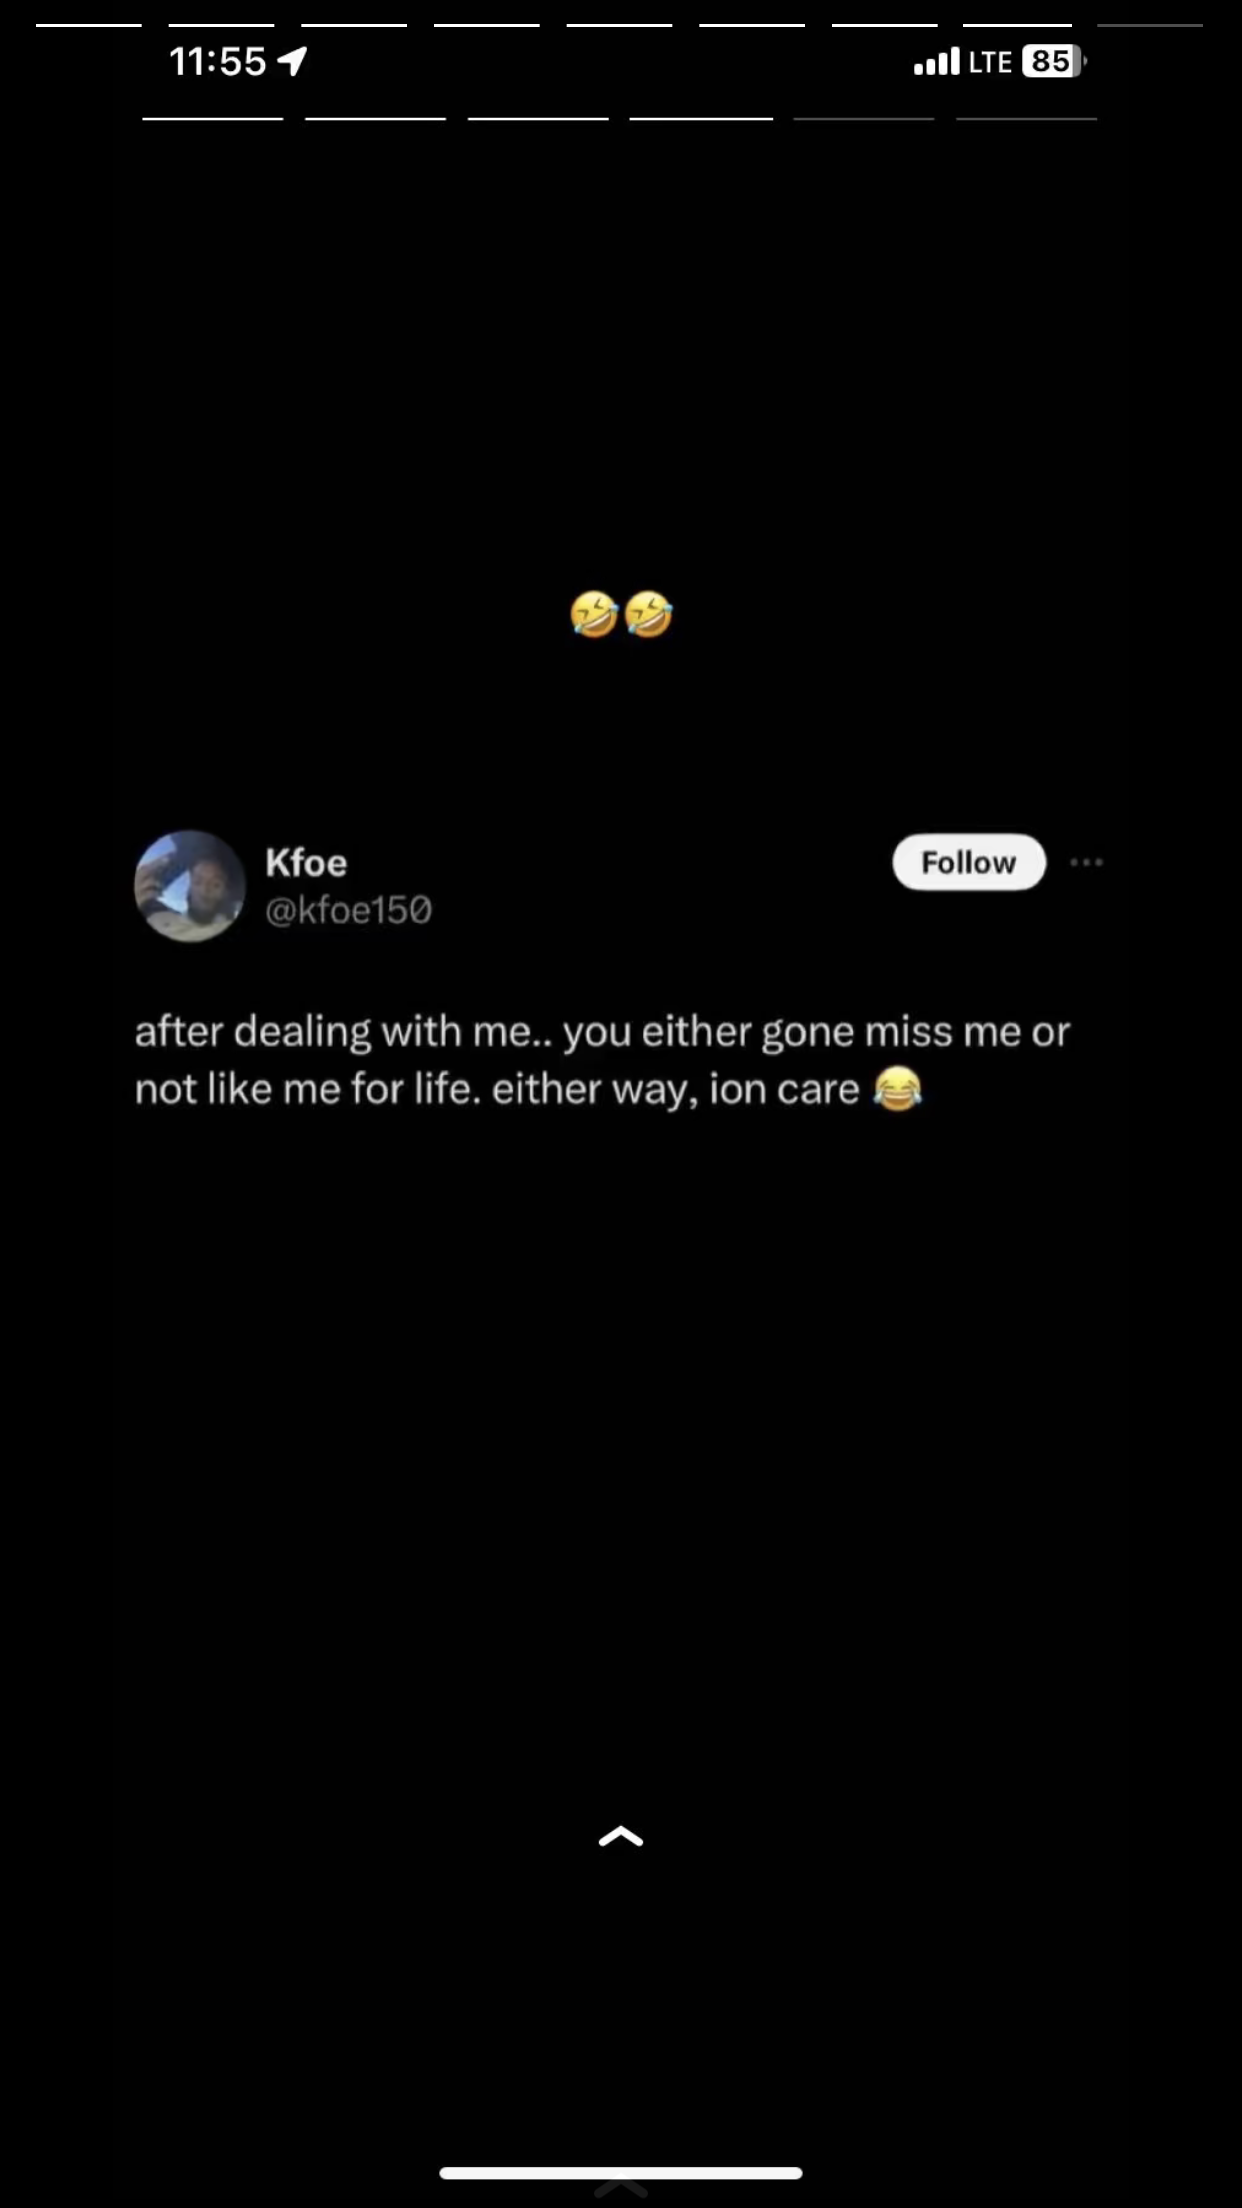 11:55
LTE 85
🤣🤣
Kfoe
Follow
@kfoe150
after dealing with me.. you either gone miss me or
not like me for life. either way, ion care 😂